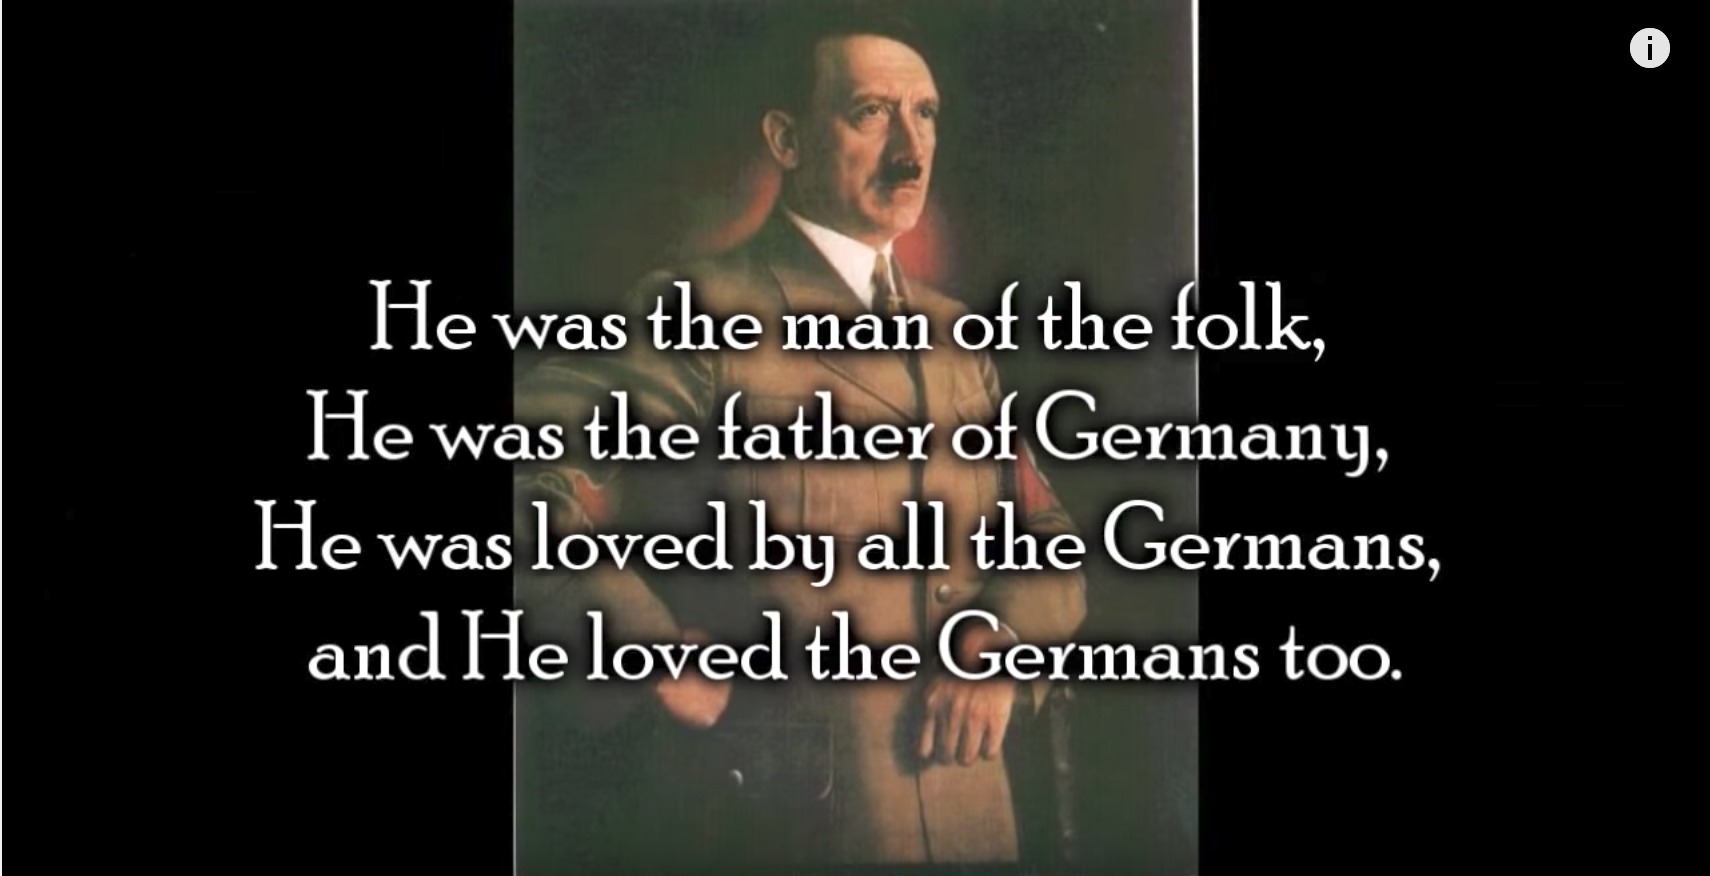 He was the man of the folk,
He was the father of Germany,
He was loved by all the Germans,
and He loved the Germans too.